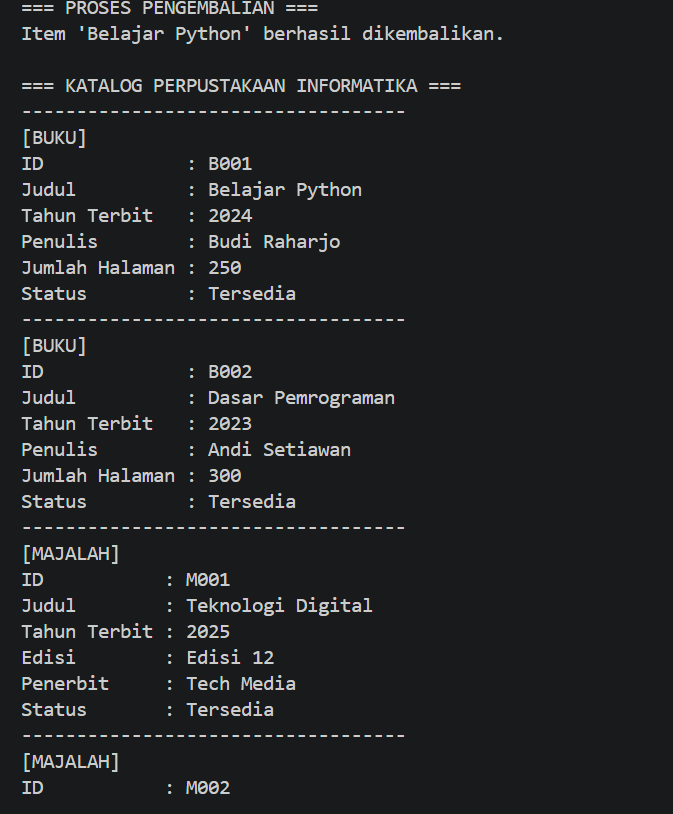 === PROSES PENGEMBALIAN ===
Item 'Belajar Python' berhasil dikembalikan.

=== KATALOG PERPUSTAKAAN INFORMATIKA ===
-----------------------------------
[BUKU]
ID             : B001
Judul          : Belajar Python
Tahun Terbit   : 2024
Penulis        : Budi Raharjo
Jumlah Halaman : 250
Status         : Tersedia
-----------------------------------
[BUKU]
ID             : B002
Judul          : Dasar Pemrograman
Tahun Terbit   : 2023
Penulis        : Andi Setiawan
Jumlah Halaman : 300
Status         : Tersedia
-----------------------------------
[MAJALAH]
ID           : M001
Judul        : Teknologi Digital
Tahun Terbit : 2025
Edisi        : Edisi 12
Penerbit     : Tech Media
Status       : Tersedia
-----------------------------------
[MAJALAH]
ID           : M002